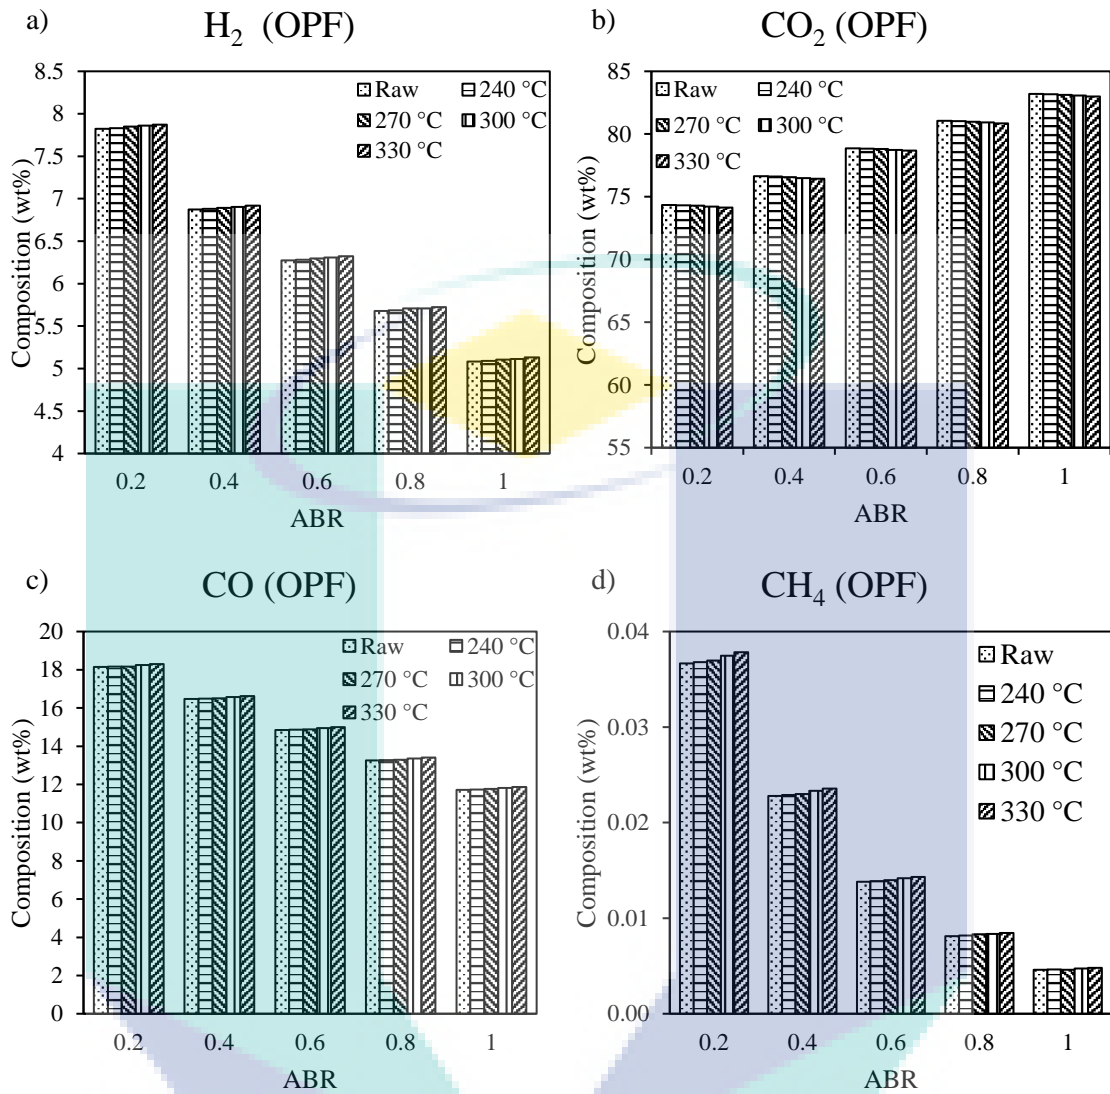 a) H₂ (OPF)
8.5
8
7.5
7
6.5
6
5.5
5
4.5
4
Composition (wt%)
Raw 240 °C
270 °C 300 °C
330 °C
0.2 0.4 0.6 0.8 1
ABR
b) CO₂ (OPF)
85
80
75
70
65
60
55
Composition (wt%)
Raw 240 °C
270 °C 300 °C
330 °C
0.2 0.4 0.6 0.8 1
ABR
c) CO (OPF)
20
18
16
14
12
10
8
6
4
2
0
Composition (wt%)
Raw 240 °C
270 °C 300 °C
330 °C
0.2 0.4 0.6 0.8 1
ABR
d) CH₄ (OPF)
0.04
0.03
0.02
0.01
0.00
Composition (wt%)
Raw
240 °C
270 °C
300 °C
330 °C
0.2 0.4 0.6 0.8 1
ABR